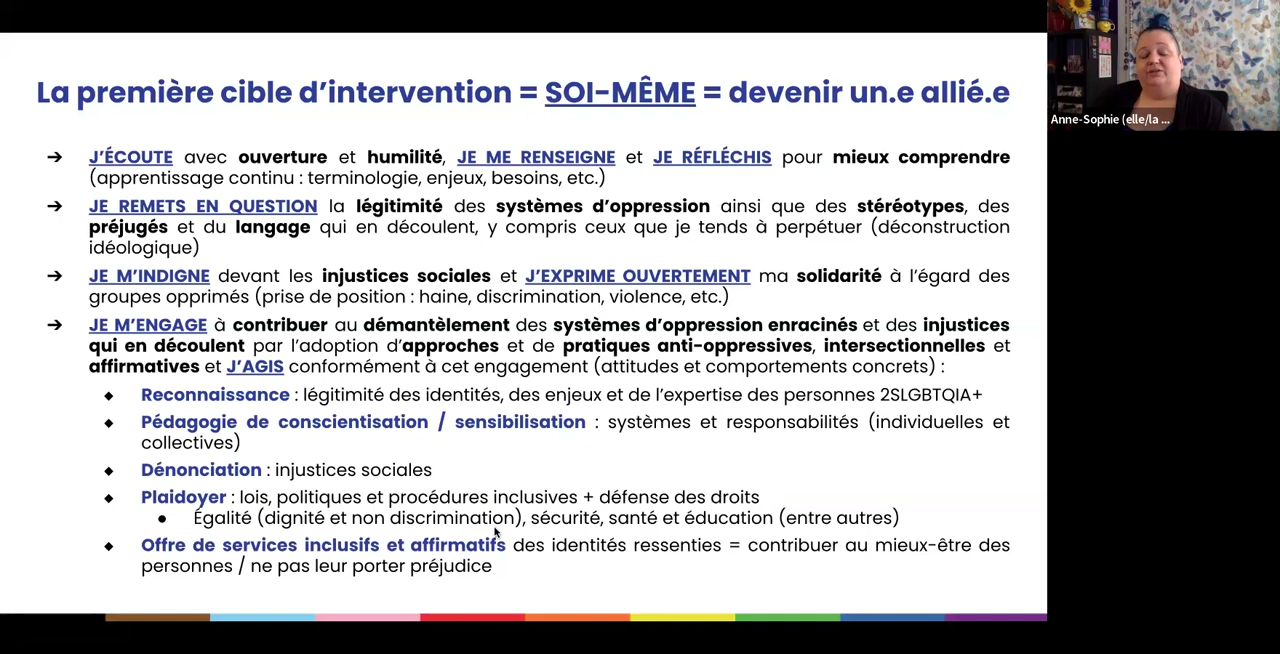 La première cible d'intervention = SOI-MÊME = devenir un.e allié.e
➔ J'ÉCOUTE avec ouverture et humilité, JE ME RENSEIGNE et JE RÉFLÉCHIS pour mieux comprendre
(apprentissage continu : terminologie, enjeux, besoins, etc.)
➔ JE REMETS EN QUESTION la légitimité des systèmes d'oppression ainsi que des stéréotypes, des
préjugés et du langage qui en découlent, y compris ceux que je tends à perpétuer (déconstruction
idéologique)
➔ JE M'INDIGNE devant les injustices sociales et J'EXPRIME OUVERTEMENT ma solidarité à l'égard des
groupes opprimés (prise de position : haine, discrimination, violence, etc.)
➔ JE M'ENGAGE à contribuer au démantèlement des systèmes d'oppression enracinés et des injustices
qui en découlent par l'adoption d'approches et de pratiques anti-oppressives, intersectionnelles et
affirmatives et J'AGIS conformément à cet engagement (attitudes et comportements concrets) :
◆ Reconnaissance : légitimité des identités, des enjeux et de l'expertise des personnes 2SLGBTQIA+
◆ Pédagogie de conscientisation / sensibilisation : systèmes et responsabilités (individuelles et
collectives)
◆ Dénonciation : injustices sociales
◆ Plaidoyer : lois, politiques et procédures inclusives + défense des droits
● Égalité (dignité et non discrimination), sécurité, santé et éducation (entre autres)
◆ Offre de services inclusifs et affirmatifs des identités ressenties = contribuer au mieux-être des
personnes / ne pas leur porter préjudice
Anne-Sophie (elle/la ...